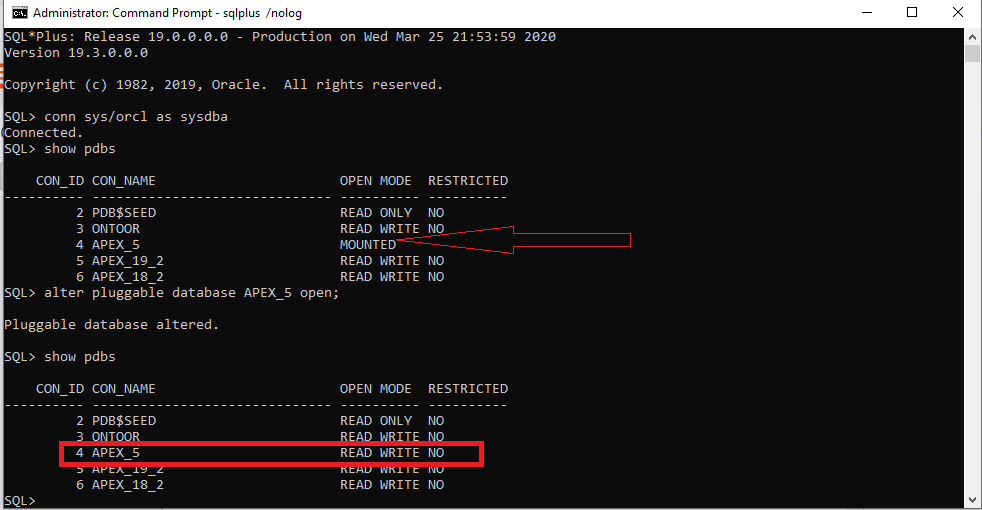 Administrator: Command Prompt - sqlplus /nolog
SQL*Plus: Release 19.0.0.0.0 - Production on Wed Mar 25 21:53:59 2020
Version 19.3.0.0.0
Copyright (c) 1982, 2019, Oracle.  All rights reserved.
SQL> conn sys/orcl as sysdba
Connected.
SQL> show pdbs
    CON_ID CON_NAME                       OPEN MODE  RESTRICTED
---------- ------------------------------ ---------- ----------
         2 PDB$SEED                       READ ONLY  NO
         3 ONTOOR                         READ WRITE NO
         4 APEX_5                         MOUNTED
         5 APEX_19_2                      READ WRITE NO
         6 APEX_18_2                      READ WRITE NO
SQL> alter pluggable database APEX_5 open;
Pluggable database altered.
SQL> show pdbs
    CON_ID CON_NAME                       OPEN MODE  RESTRICTED
---------- ------------------------------ ---------- ----------
         2 PDB$SEED                       READ ONLY  NO
         3 ONTOOR                         READ WRITE NO
         4 APEX_5                         READ WRITE NO
         5 APEX_19_2                      READ WRITE NO
         6 APEX_18_2                      READ WRITE NO
SQL>